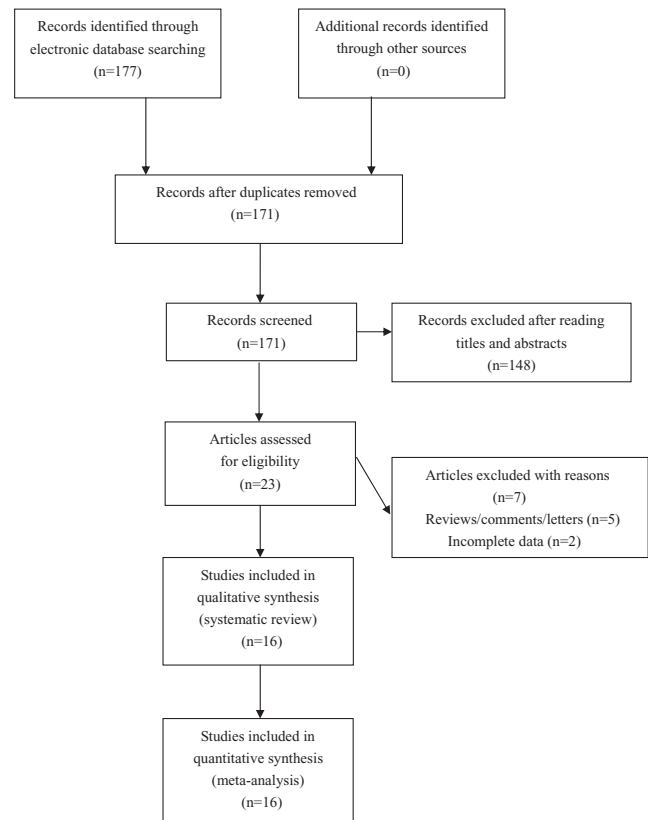 Records identified through
electronic database searching
(n=177)
Additional records identified
through other sources
(n=0)
Records after duplicates removed
(n=171)
Records screened
(n=171)
Records excluded after reading
titles and abstracts
(n=148)
Articles assessed
for eligibility
(n=23)
Articles excluded with reasons
(n=7)
Reviews/comments/letters (n=5)
Incomplete data (n=2)
Studies included in
qualitative synthesis
(systematic review)
(n=16)
Studies included in
quantitative synthesis
(meta-analysis)
(n=16)